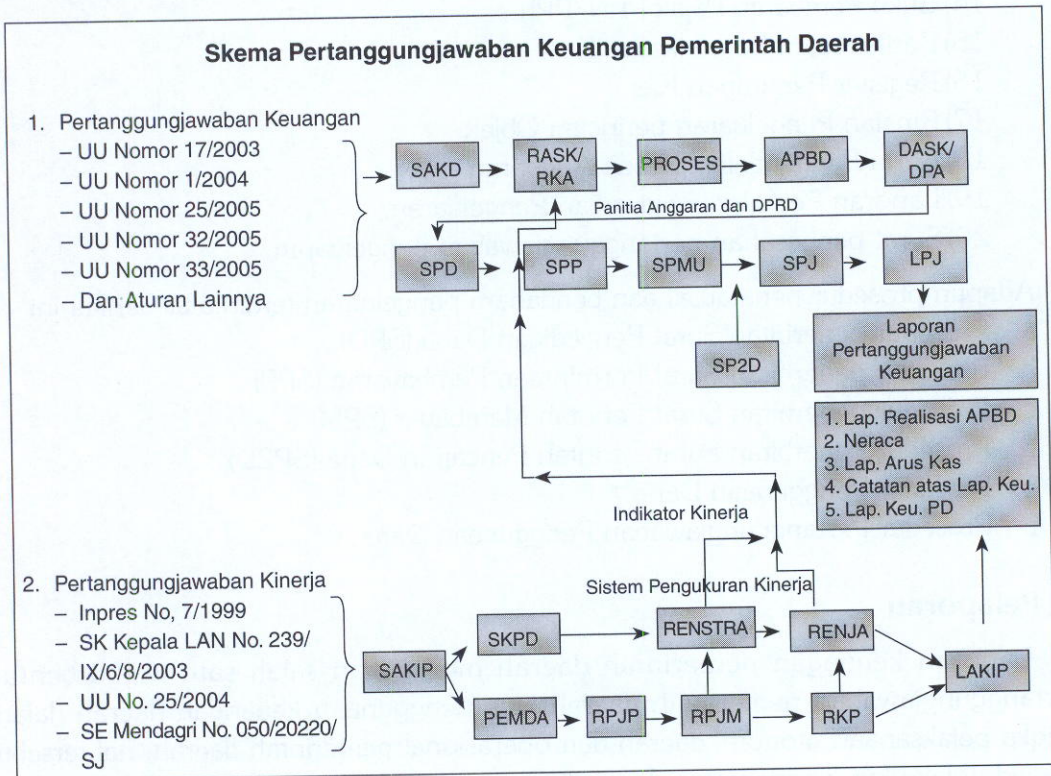 Skema Pertanggungjawaban Keuangan Pemerintah Daerah
1. Pertanggungjawaban Keuangan
– UU Nomor 17/2003
– UU Nomor 1/2004
– UU Nomor 25/2005
– UU Nomor 32/2005
– UU Nomor 33/2005
– Dan Aturan Lainnya
SAKD
RASK/
RKA
PROSES
APBD
DASK/
DPA
Panitia Anggaran dan DPRD
SPD
SPP
SPMU
SPJ
LPJ
SP2D
Laporan
Pertanggungjawaban
Keuangan
1. Lap. Realisasi APBD
2. Neraca
3. Lap. Arus Kas
4. Catatan atas Lap. Keu.
5. Lap. Keu. PD
Indikator Kinerja
Sistem Pengukuran Kinerja
2. Pertanggungjawaban Kinerja
– Inpres No, 7/1999
– SK Kepala LAN No. 239/
IX/6/8/2003
– UU No. 25/2004
– SE Mendagri No. 050/20220/
SJ
SAKIP
SKPD
RENSTRA
RENJA
LAKIP
PEMDA
RPJP
RPJM
RKP